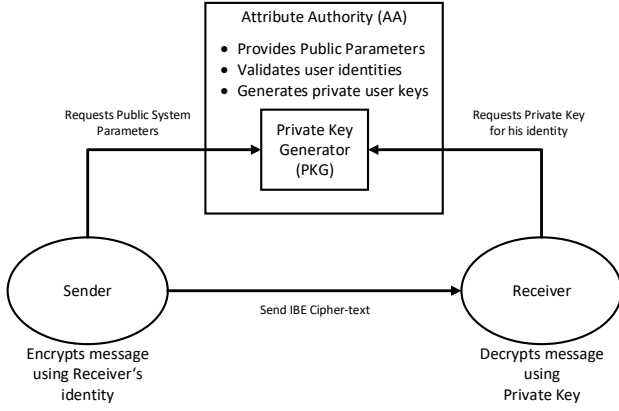 Attribute Authority (AA)
• Provides Public Parameters
• Validates user identities
• Generates private user keys
Requests Public System
Parameters
Private Key
Generator
(PKG)
Requests Private Key
for his identity
Sender
Send IBE Cipher-text
Receiver
Encrypts message
using Receiver‘s
identity
Decrypts message
using
Private Key